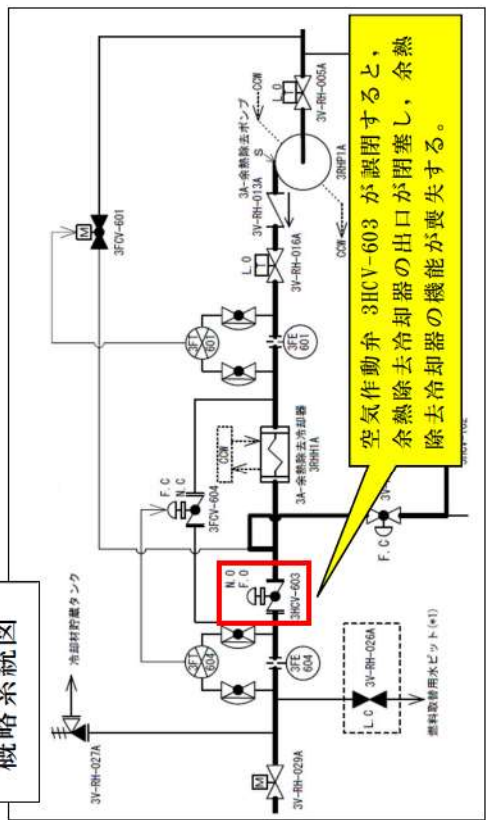 概略系統図
冷却材貯蔵タンク
3V-RH-027A
3V-RH-029A
M
3FI
604
3FE
604
3FCV-604
F.C
N.C
N.O
F.O
3HCV-603
L.C
3V-RH-026A
燃料取替用水ピット(*1)
CCW
3A-余熱除去冷却器
3RHH1A
F.C
3FI
601
3FE
601
M
3FCV-601
L.O
3V-RH-016A
3V-RH-013A
3A-余熱除去ポンプ
S
CCW
3RHP1A
CCW
L.O
3V-RH-005A
空気作動弁 3HCV-603 が誤閉すると,
余熱除去冷却器の出口が閉塞し、余熱
除去冷却器の機能が喪失する。